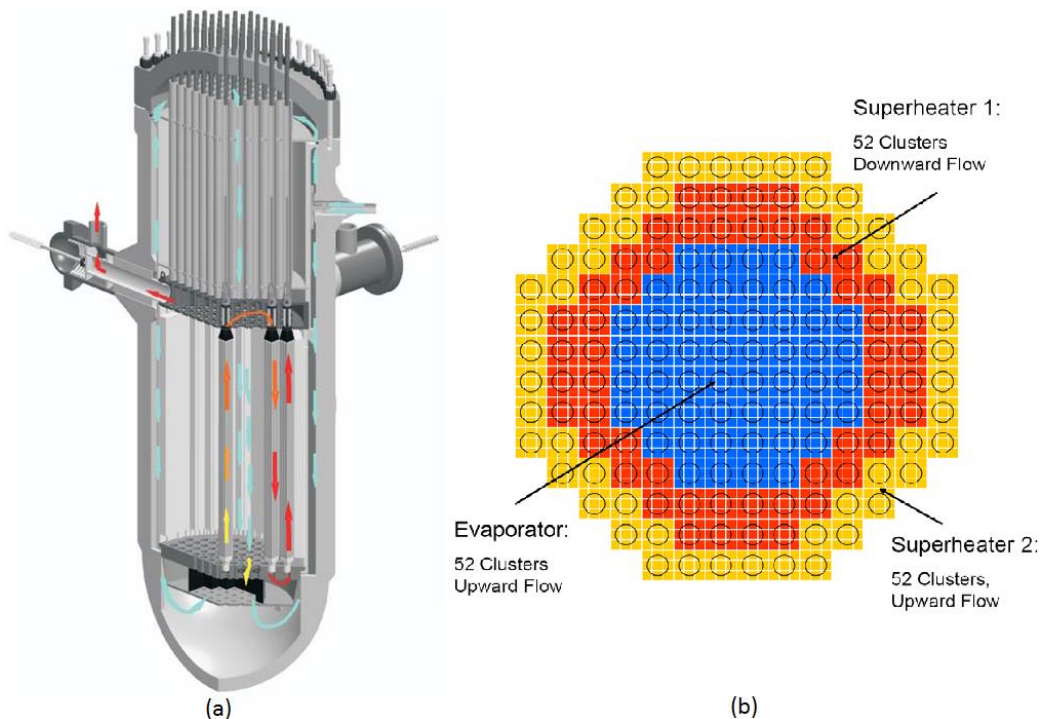 Superheater 1:
52 Clusters
Downward Flow
Evaporator:
52 Clusters
Upward Flow
Superheater 2:
52 Clusters,
Upward Flow
(a)
(b)